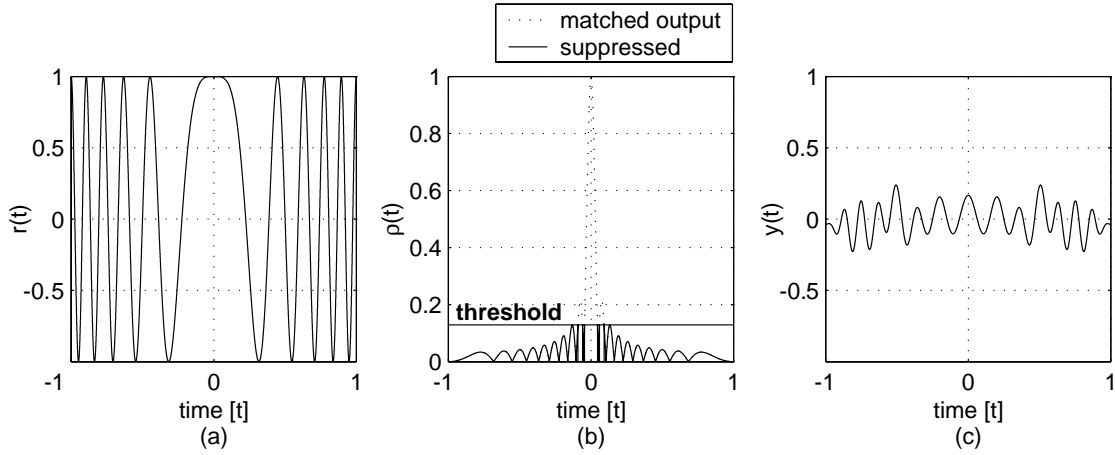 matched output
suppressed
1
0.5
0
-0.5
-1
0
1
r(t)
time [t]
(a)
1
0.8
0.6
0.4
0.2
0
threshold
-1
0
1
ρ(t)
time [t]
(b)
1
0.5
0
-0.5
-1
0
1
y(t)
time [t]
(c)